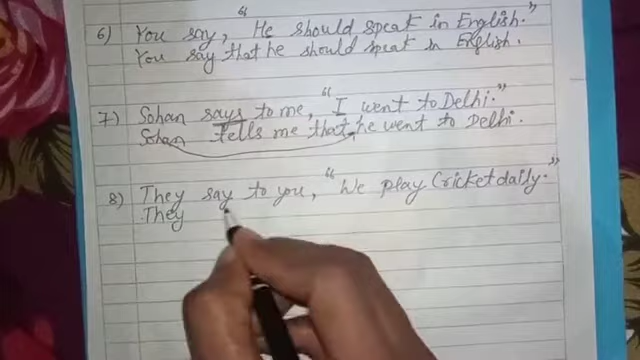 6) You say, "He should speak in English."
You say that he should speak in English.
7) Sohan says to me, "I went to Delhi."
Sohan tells me that he went to Delhi.
8) They say to you, "We play Cricket daily."
They